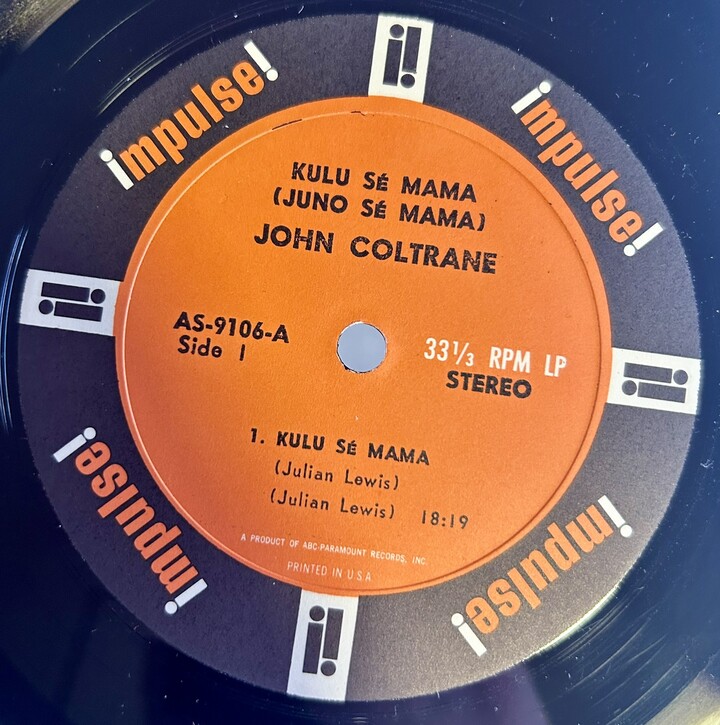 impulse!
impulse!
KULU SÉ MAMA
(JUNO SÉ MAMA)
JOHN COLTRANE
AS-9106-A
Side 1
33⅓ RPM LP
STEREO
1. KULU SÉ MAMA
(Julian Lewis)
(Julian Lewis) 18:19
A PRODUCT OF ABC-PARAMOUNT RECORDS, INC.
PRINTED IN U.S.A
impulse!
impulse!